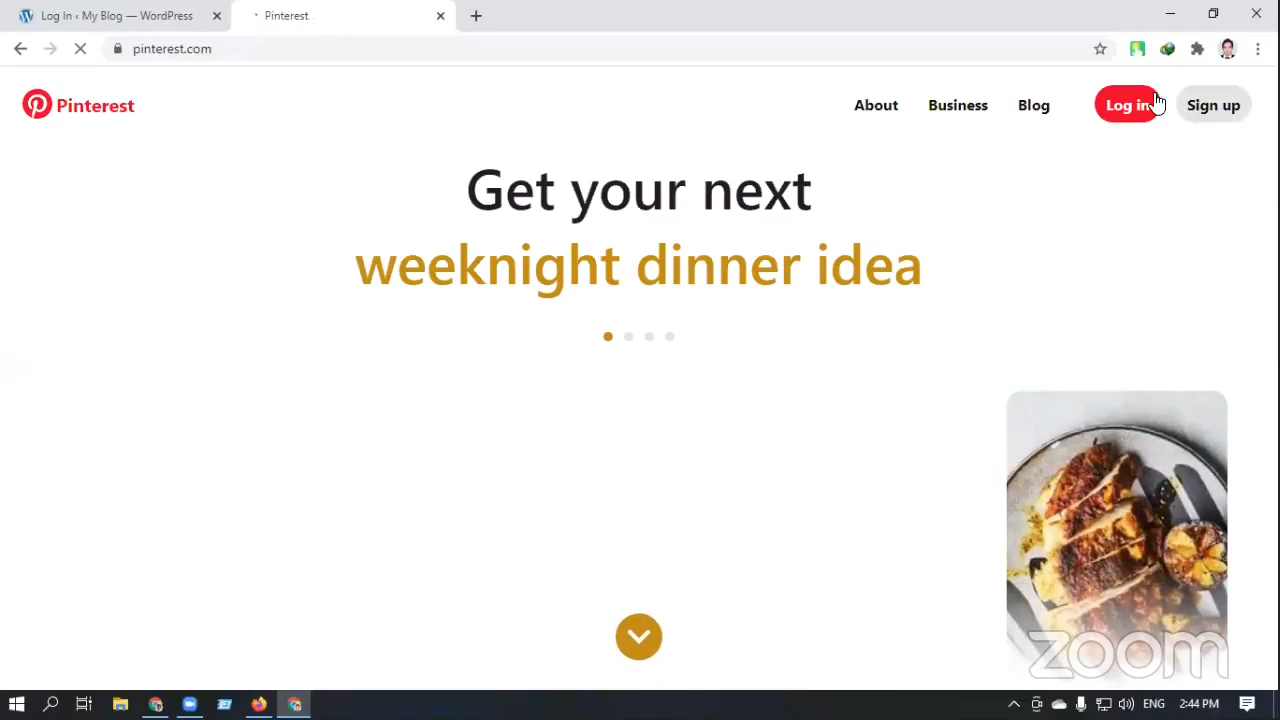 Log In ‹ My Blog — WordPress
Pinterest
pinterest.com
Pinterest
About
Business
Blog
Log in
Sign up
Get your next
weeknight dinner idea
zoom
ENG
2:44 PM